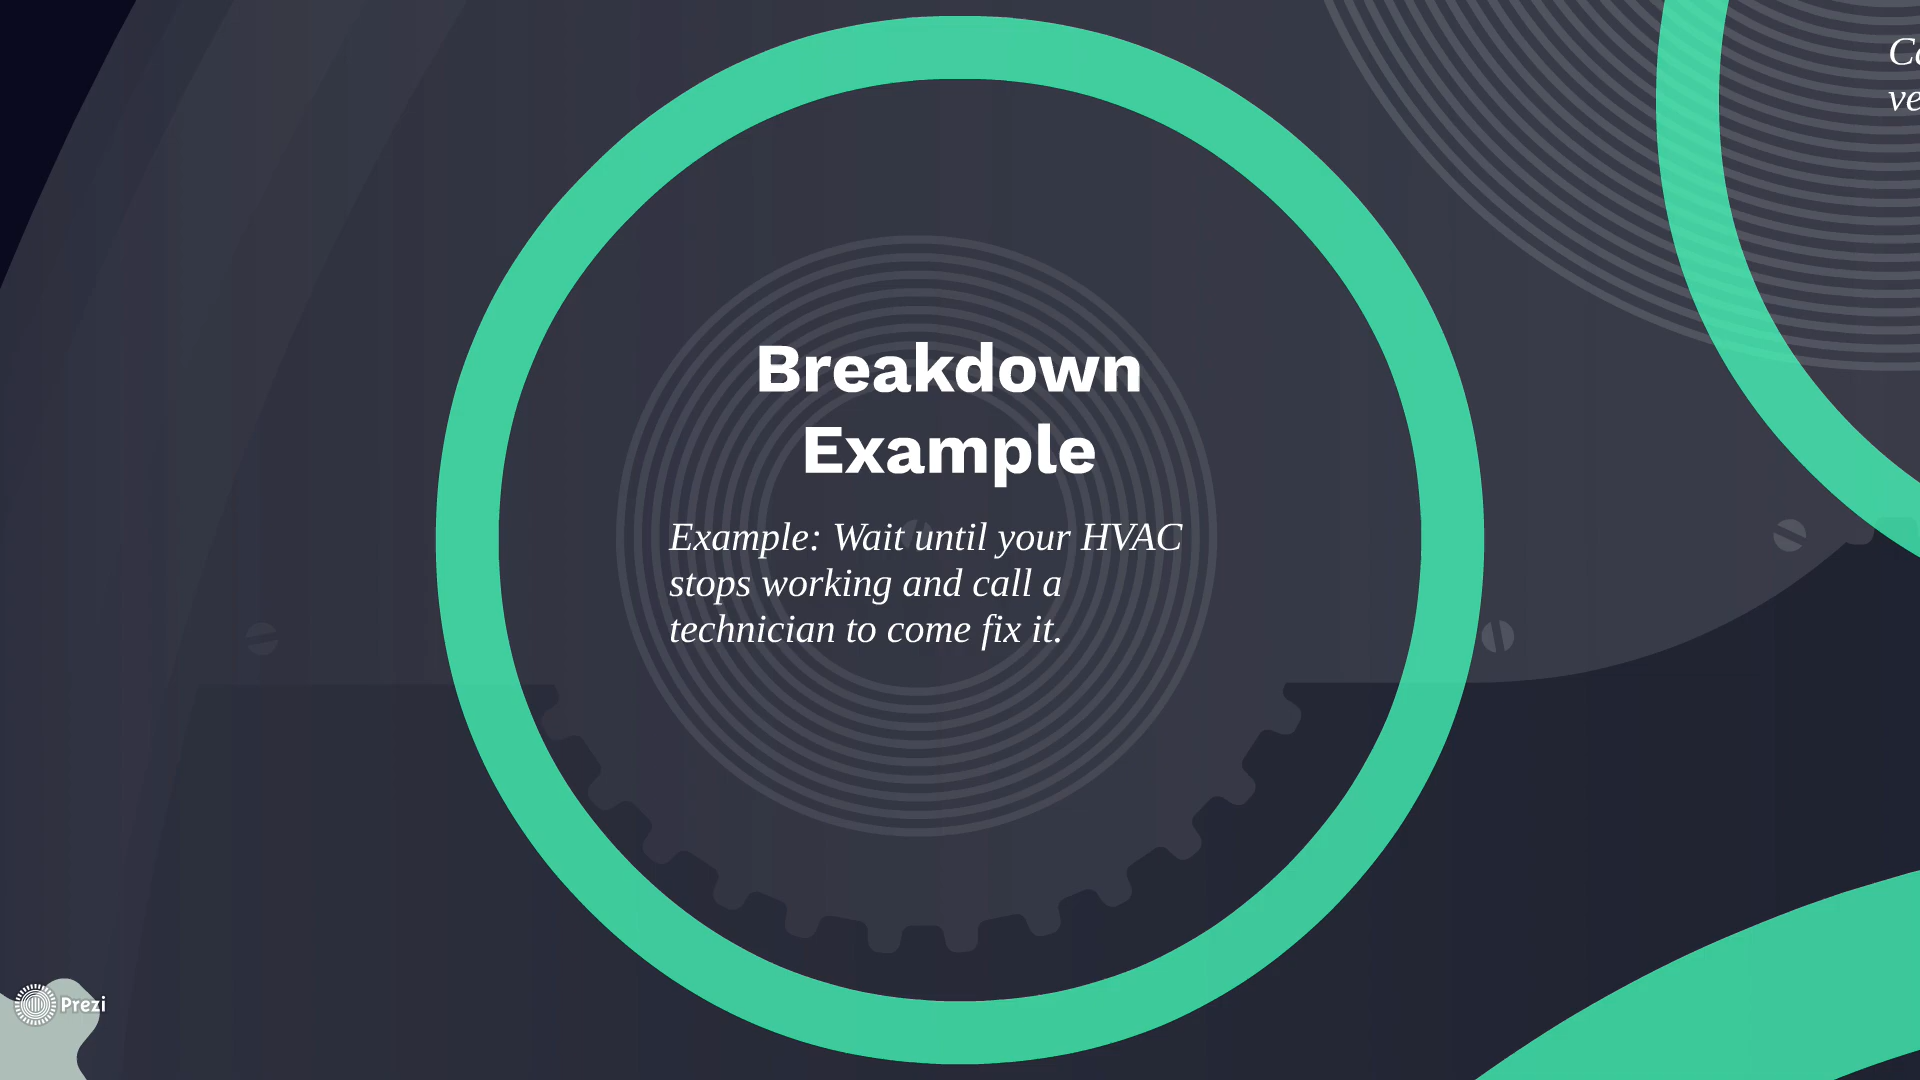 Breakdown
Example
Example: Wait until your HVAC
stops working and call a
technician to come fix it.
Prezi